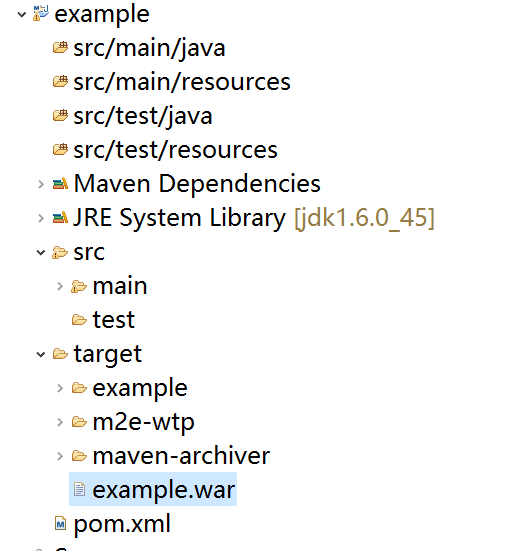 example
src/main/java
src/main/resources
src/test/java
src/test/resources
Maven Dependencies
JRE System Library [jdk1.6.0_45]
src
main
test
target
example
m2e-wtp
maven-archiver
example.war
pom.xml